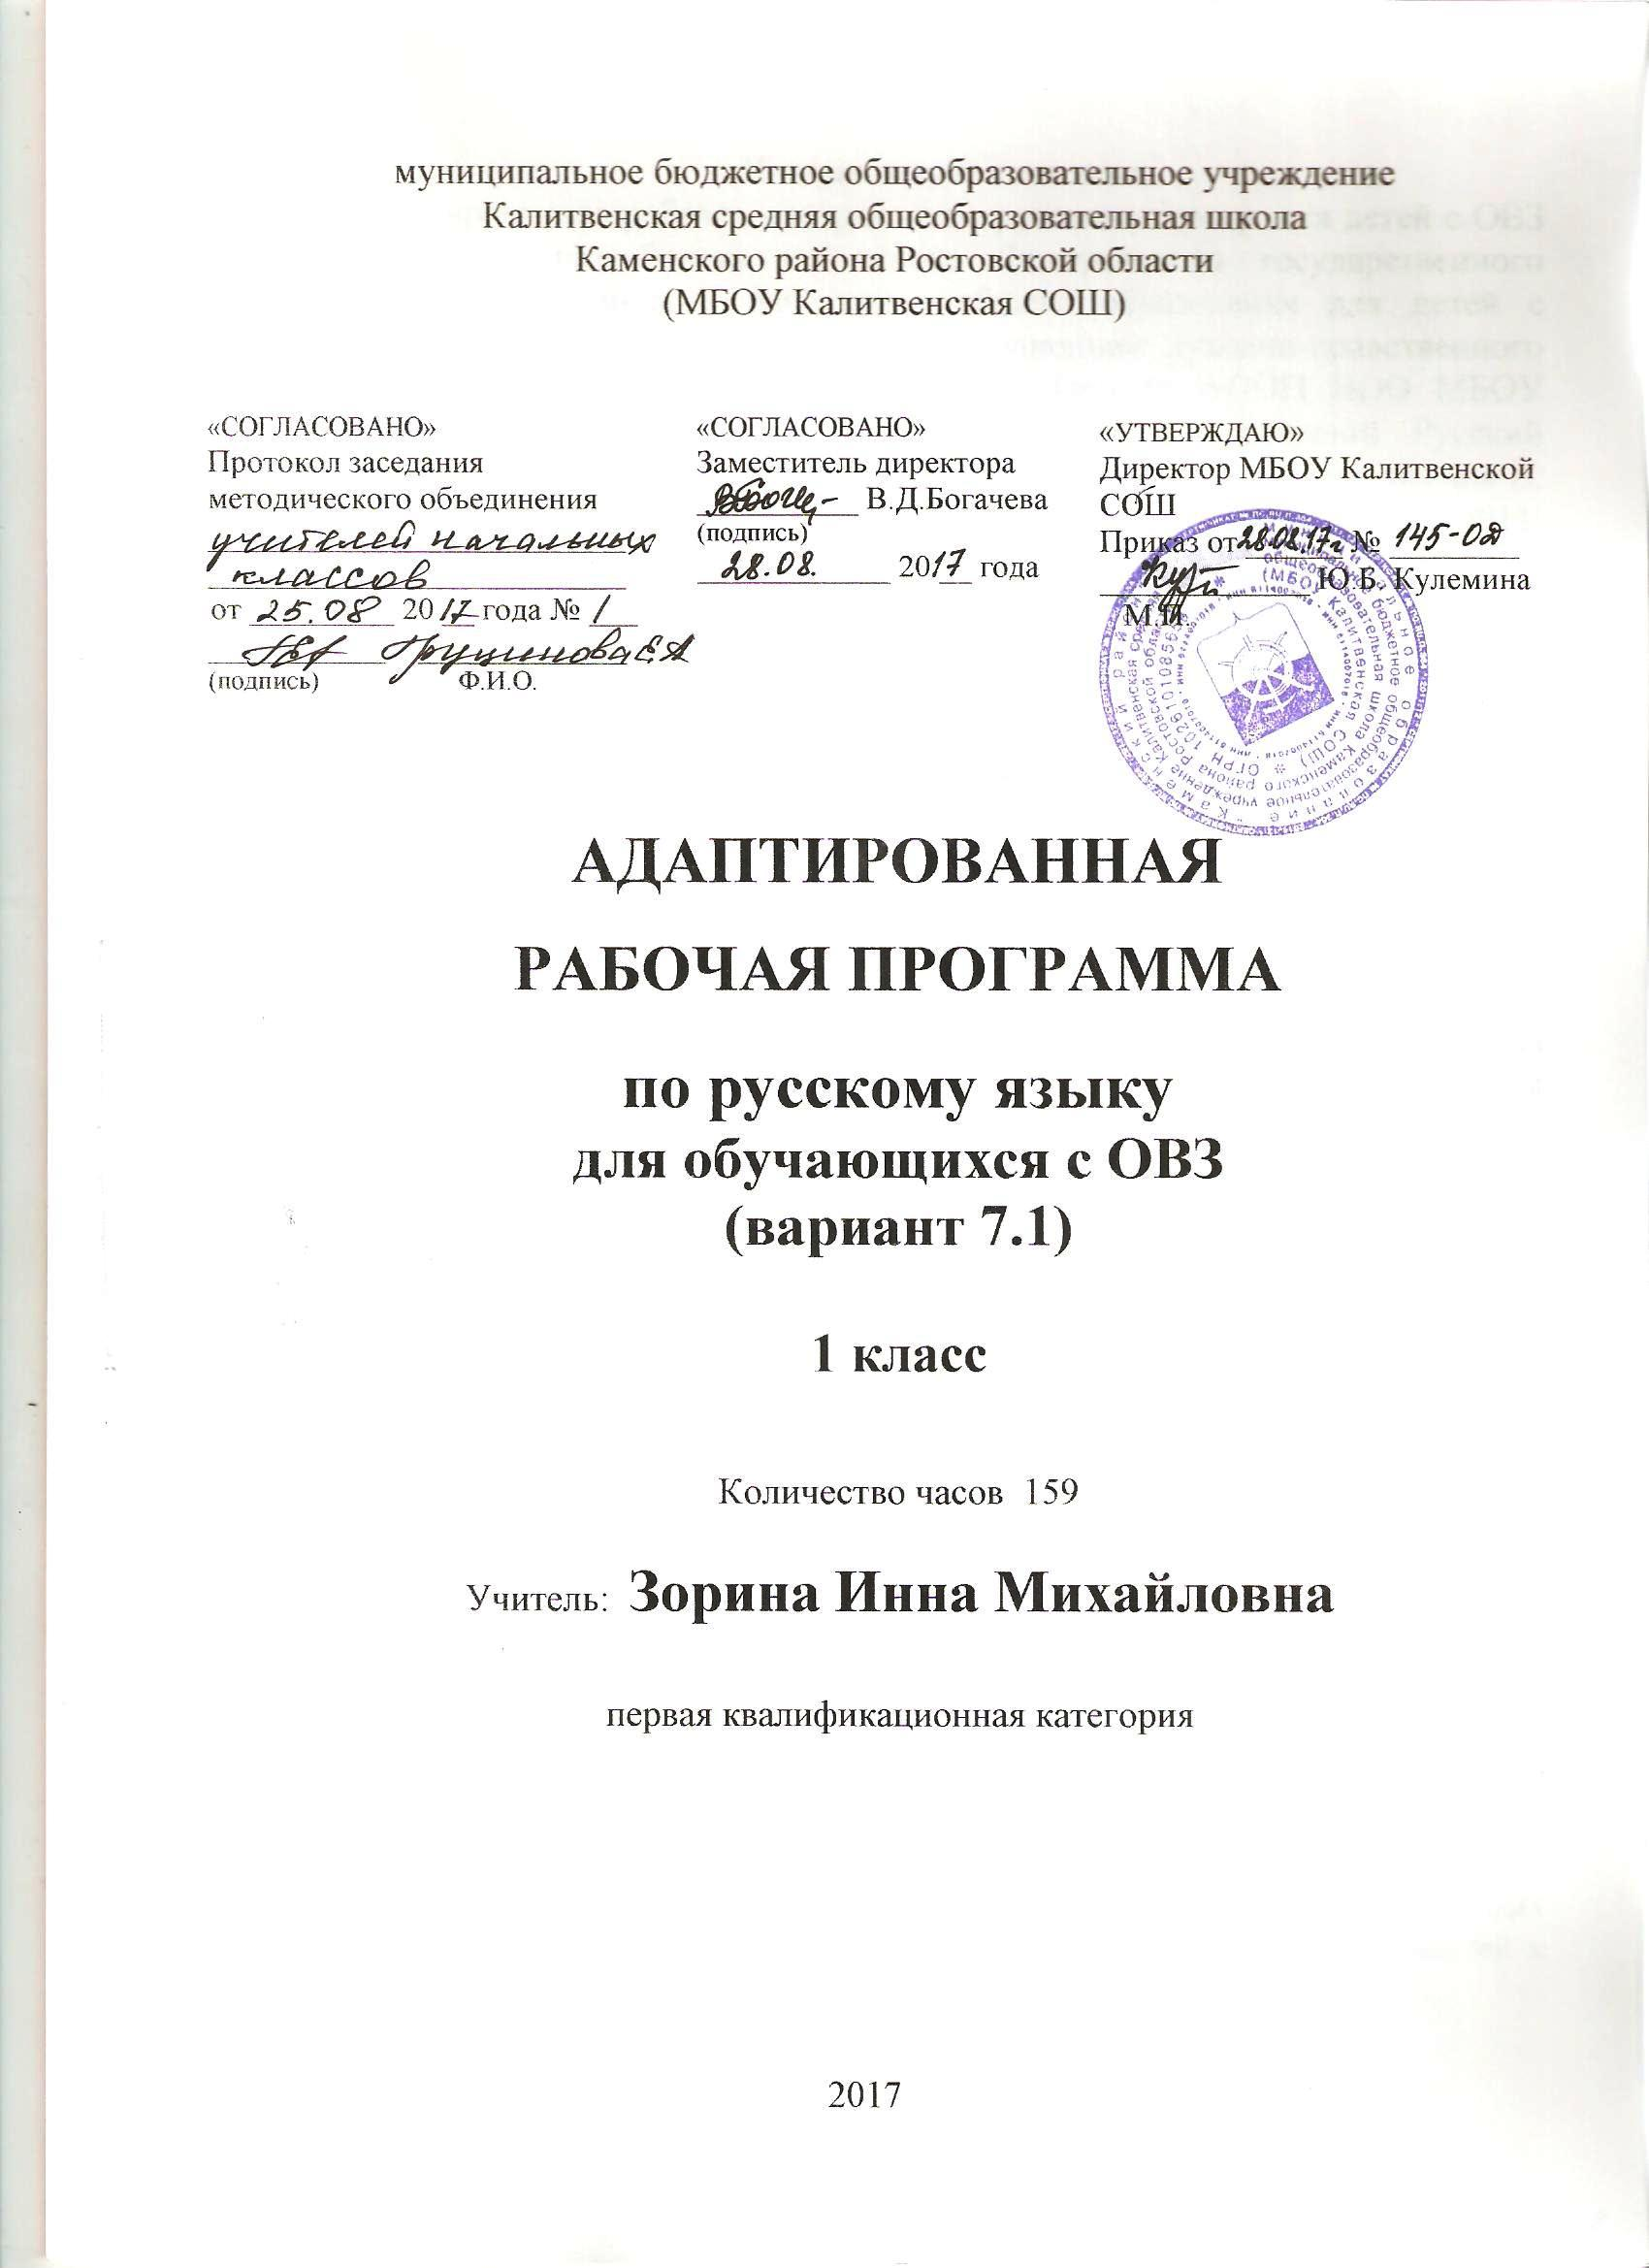 муниципальное бюджетное общеобразовательное учреждение
Калитвенская средняя общеобразовательная школа
Каменского района Ростовской области
(МБОУ Калитвенская СОШ)
«СОГЛАСОВАНО»
Протокол заседания
методического объединения
учителей начальных
классов
от 25.08 2017 года № 1
Грушинова Е.А
(подпись) Ф.И.О.
«СОГЛАСОВАНО»
Заместитель директора
В.Д.Богачева
(подпись)
28.08. 2017 года
«УТВЕРЖДАЮ»
Директор МБОУ Калитвенской
СОШ
Приказ от 28.08.17г № 145-ОД
Ю.Б. Кулемина
М.П.
АДАПТИРОВАННАЯ
РАБОЧАЯ ПРОГРАММА
по русскому языку
для обучающихся с ОВЗ
(вариант 7.1)
1 класс
Количество часов 159
Учитель: Зорина Инна Михайловна
первая квалификационная категория
2017